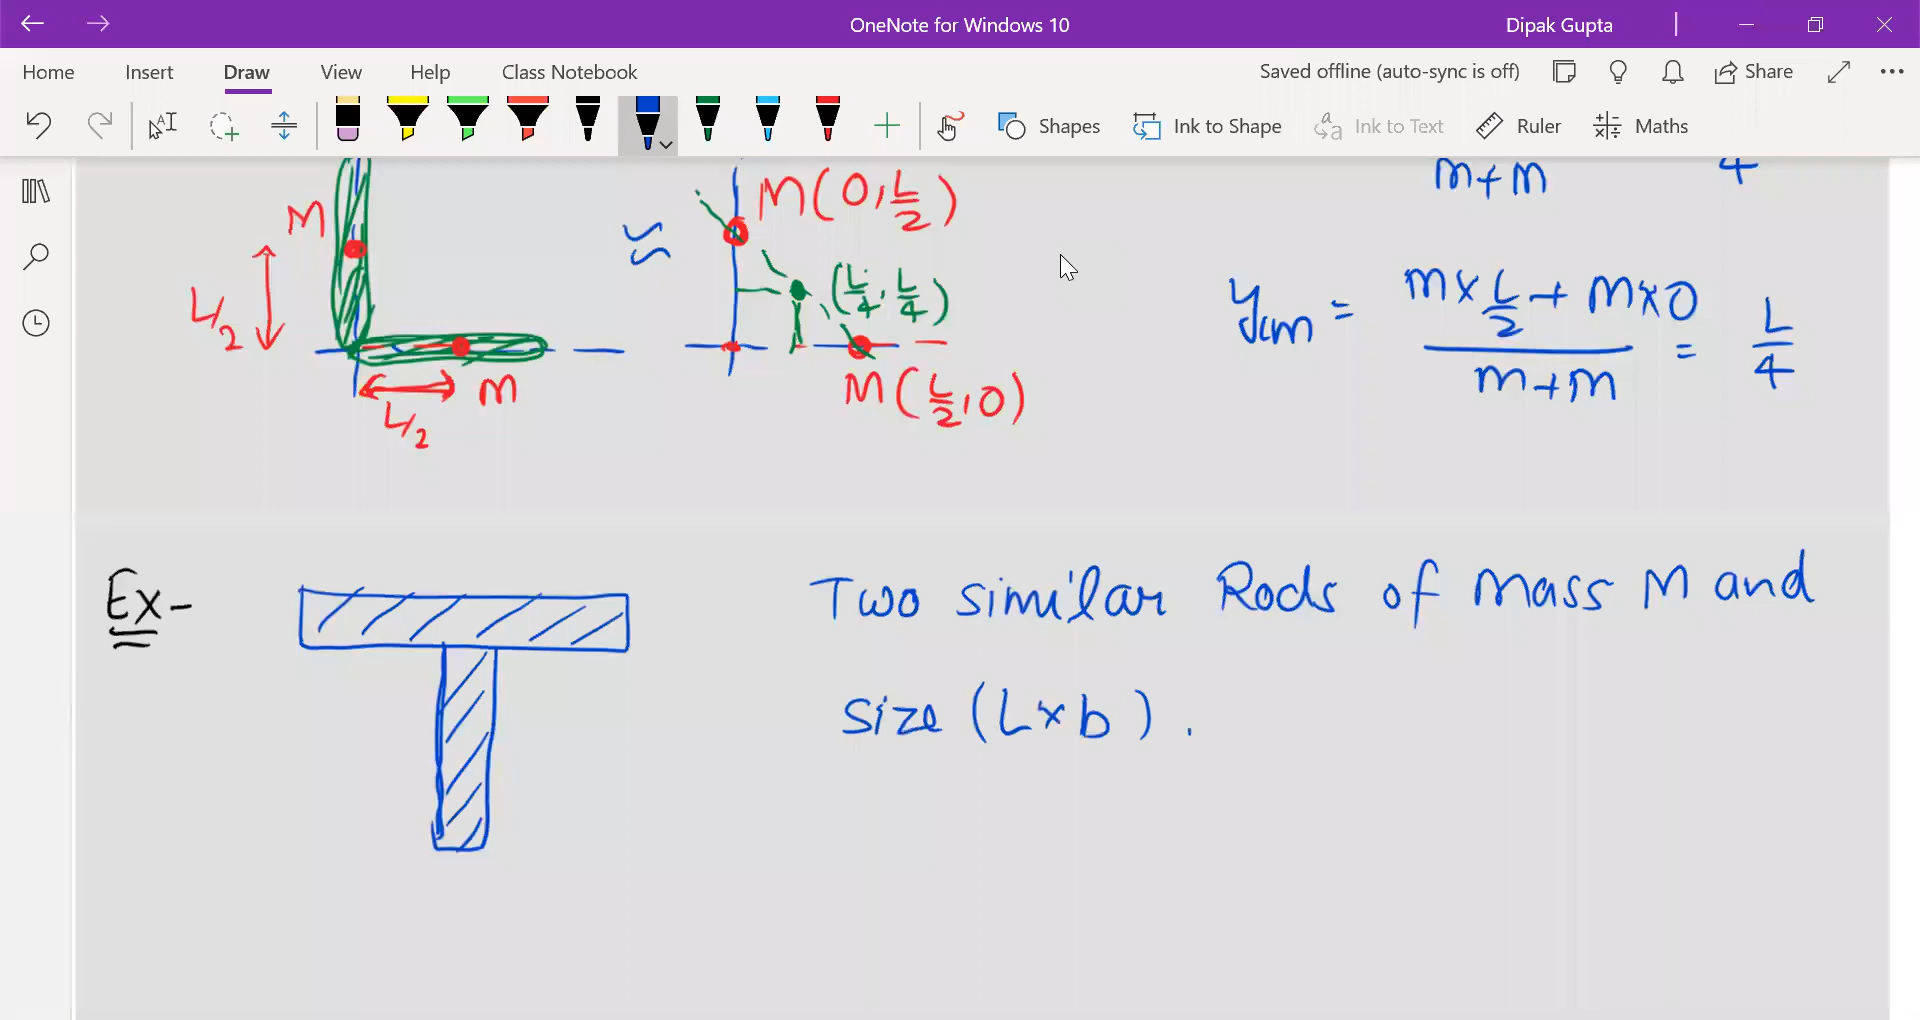 OneNote for Windows 10
Dipak Gupta
Home Insert Draw View Help Class Notebook
Saved offline (auto-sync is off) Share
Shapes Ink to Shape Ink to Text Ruler Maths
M
L/2
L/2
M
M(0, L/2)
(L/4, L/4)
M(L/2, 0)
m+m 4
ycm = (m×L/2 + m×0)/(m+m) = L/4
Ex-
Two similar Rods of mass M and
size (L×b).